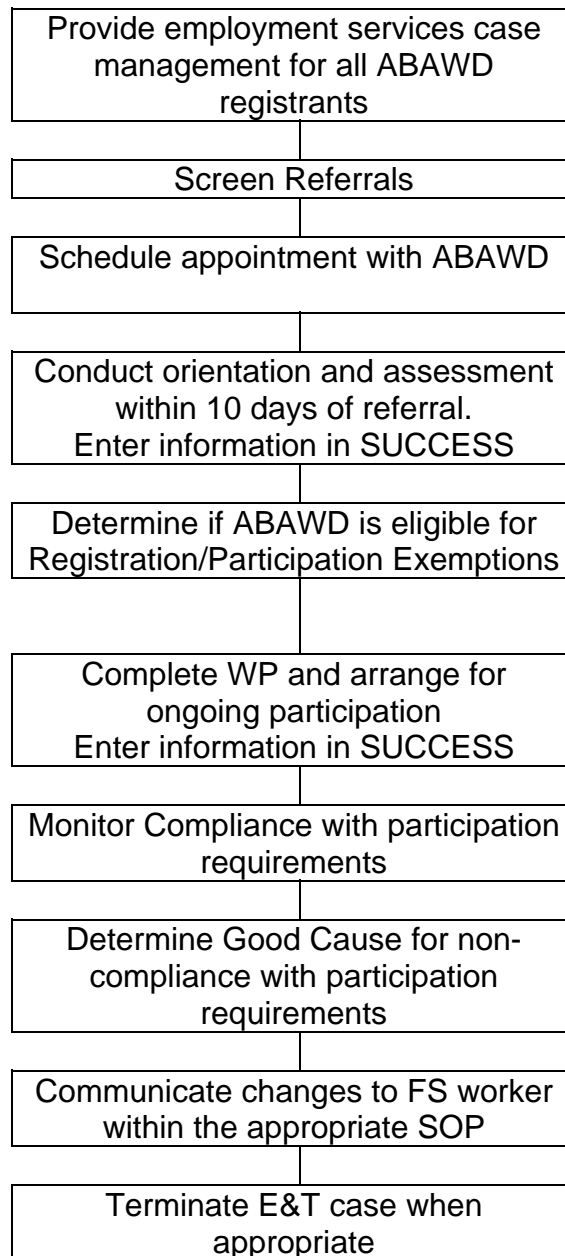 Provide employment services case
management for all ABAWD
registrants
Screen Referrals
Schedule appointment with ABAWD
Conduct orientation and assessment
within 10 days of referral.
Enter information in SUCCESS
Determine if ABAWD is eligible for
Registration/Participation Exemptions
Complete WP and arrange for
ongoing participation
Enter information in SUCCESS
Monitor Compliance with participation
requirements
Determine Good Cause for non-
compliance with participation
requirements
Communicate changes to FS worker
within the appropriate SOP
Terminate E&T case when
appropriate